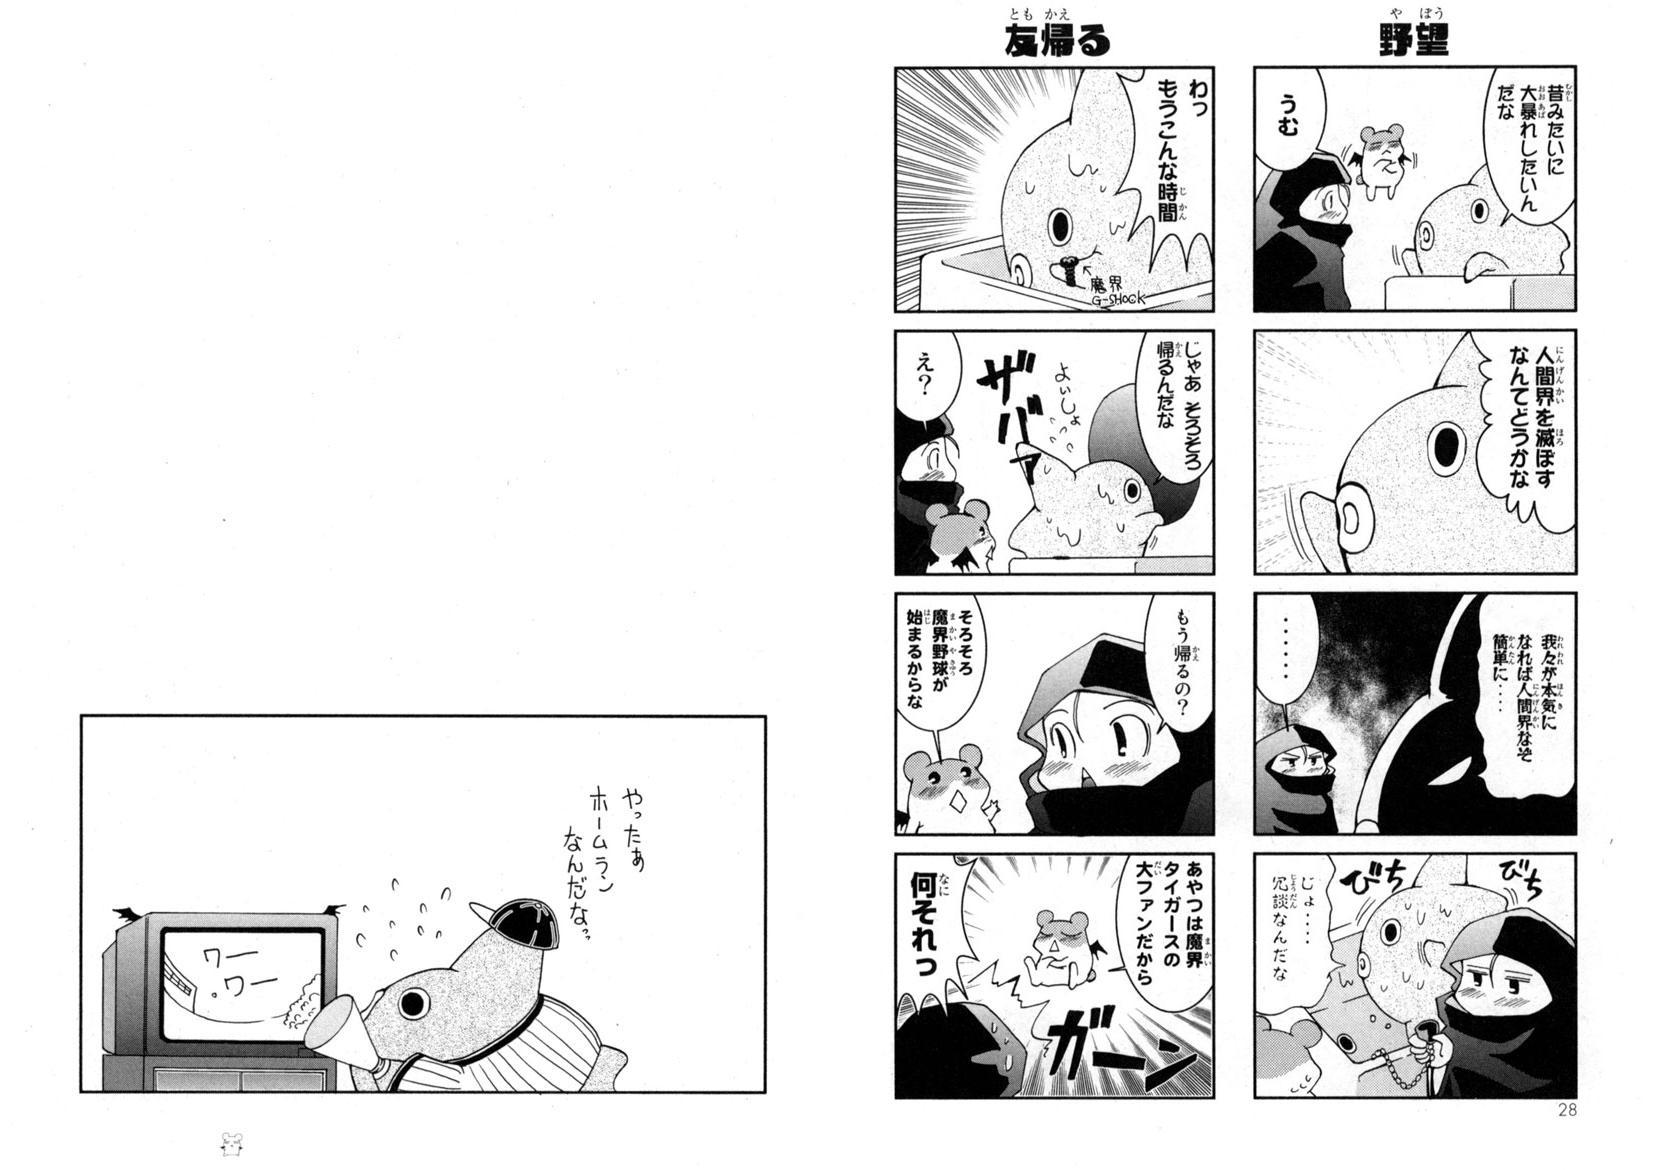 野望
昔みたいに
大暴れしたいん
だな
うむ
人間界を滅ぼす
なんてどうかな
我々が本気に
なれば人間界なぞ
簡単に‥‥
‥‥‥
びち
びち
じょ‥‥
冗談なんだな
友帰る
わっ
もうこんな時間
魔界
G-SHOCK
じゃあ そろそろ
帰るんだな
よいしょ
ザバァ
え?
もう帰るの?
そろそろ
魔界野球が
始まるからな
あやつは魔界
タイガースの
大ファンだから
何それっ
ガーン
28
やったぁ
ホームラン
なんだなっ
ワー
ワー